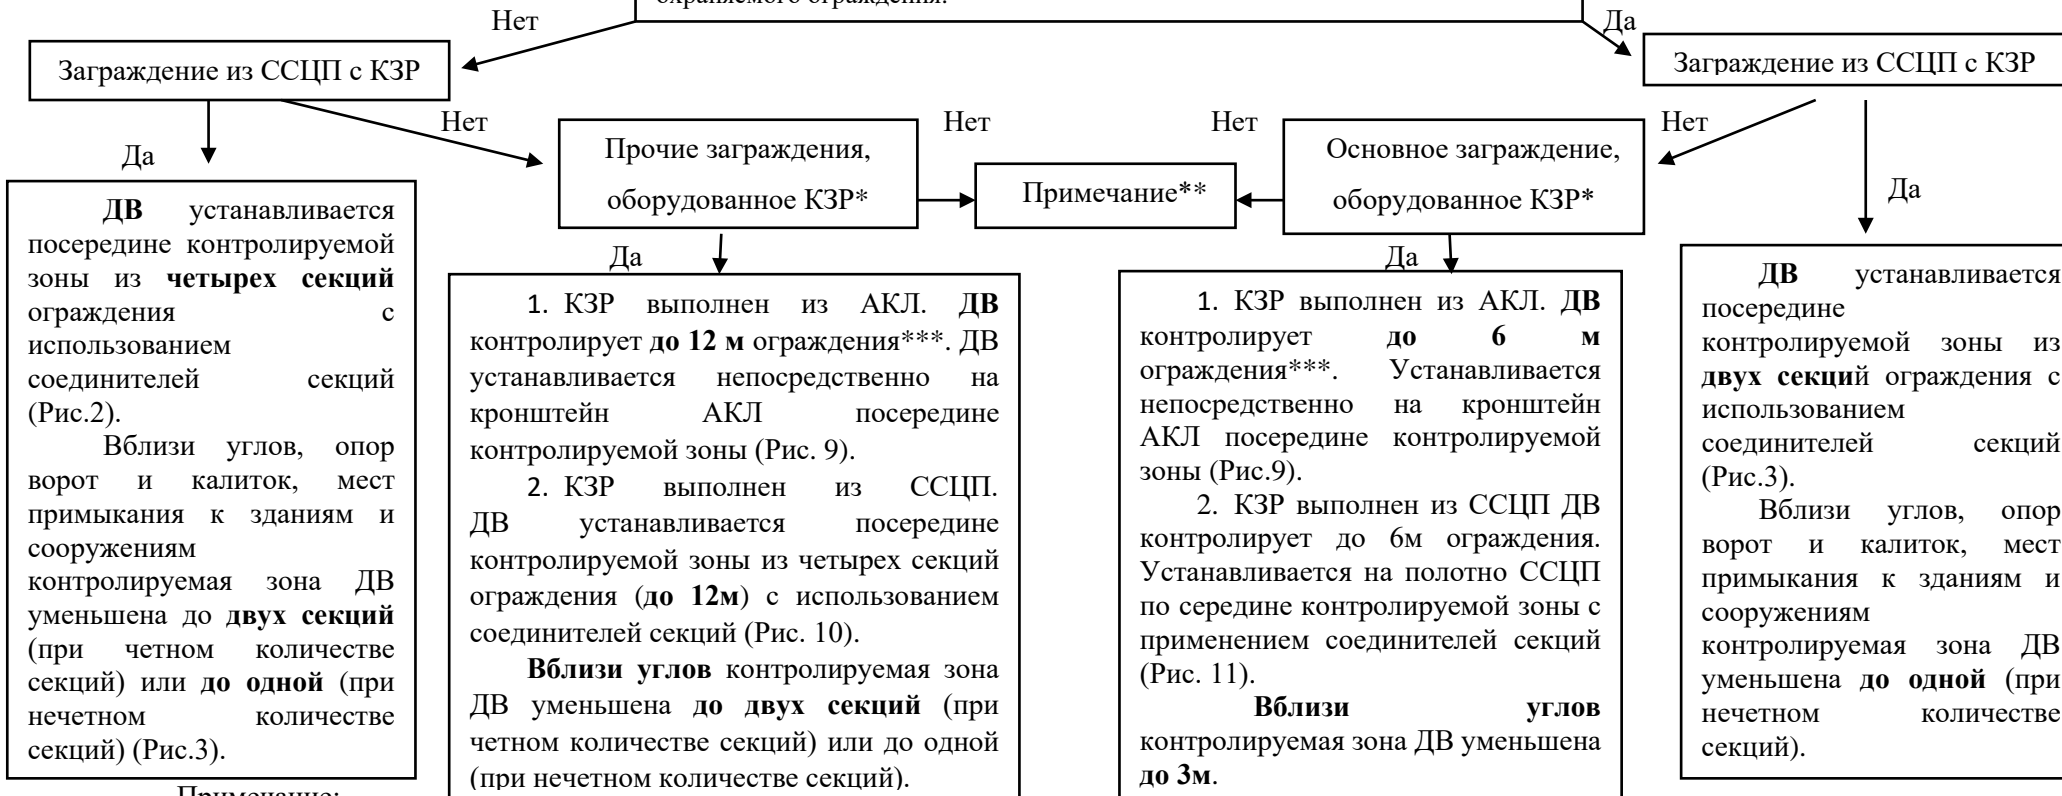 охраняемого ограждения.
Нет
Да
Заграждение из ССЦП с КЗР
Заграждение из ССЦП с КЗР
Нет
Нет
Нет
Нет
Да
Прочие заграждения,
оборудованное КЗР*
Примечание**
Основное заграждение,
оборудованное КЗР*
Да
Да
Да
ДВ устанавливается
посередине контролируемой
зоны из четырех секций
ограждения с
использованием
соединителей секций
(Рис.2).
Вблизи углов, опор
ворот и калиток, мест
примыкания к зданиям и
сооружениям
контролируемая зона ДВ
уменьшена до двух секций
(при четном количестве
секций) или до одной (при
нечетном количестве
секций) (Рис.3).
1. КЗР выполнен из АКЛ. ДВ
контролирует до 12 м ограждения***. ДВ
устанавливается непосредственно на
кронштейн АКЛ посередине
контролируемой зоны (Рис. 9).
2. КЗР выполнен из ССЦП.
ДВ устанавливается посередине
контролируемой зоны из четырех секций
ограждения (до 12м) с использованием
соединителей секций (Рис. 10).
Вблизи углов контролируемая зона
ДВ уменьшена до двух секций (при
четном количестве секций) или до одной
(при нечетном количестве секций).
1. КЗР выполнен из АКЛ. ДВ
контролирует до 6 м
ограждения***. Устанавливается
непосредственно на кронштейн
АКЛ посередине контролируемой
зоны (Рис.9).
2. КЗР выполнен из ССЦП ДВ
контролирует до 6м ограждения.
Устанавливается на полотно ССЦП
по середине контролируемой зоны с
применением соединителей секций
(Рис. 11).
Вблизи углов
контролируемая зона ДВ уменьшена
до 3м.
ДВ устанавливается
посередине
контролируемой зоны из
двух секций ограждения с
использованием
соединителей секций
(Рис.3).
Вблизи углов, опор
ворот и калиток, мест
примыкания к зданиям и
сооружениям
контролируемая зона ДВ
уменьшена до одной (при
нечетном количестве
секций).
Примечание: